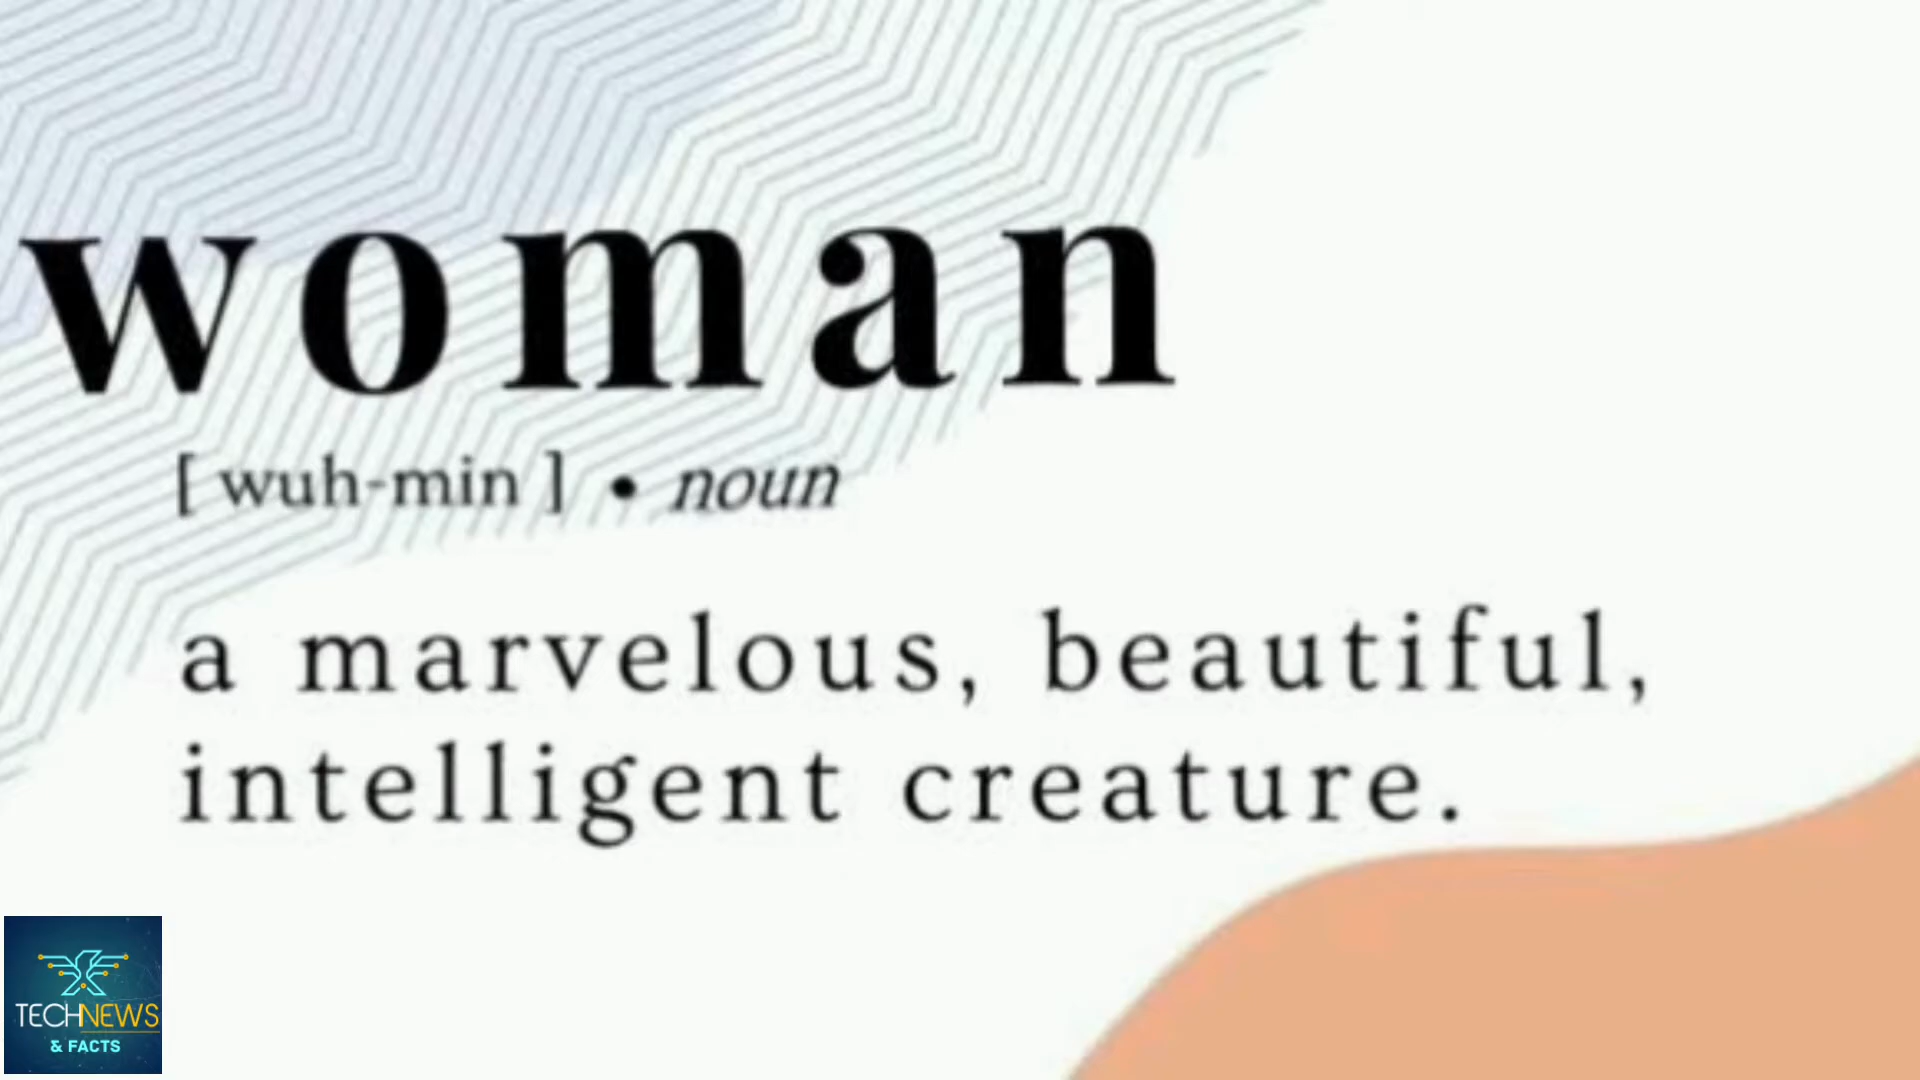 woman
[ wuh-min ] • noun
a marvelous, beautiful,
intelligent creature.
TECHNEWS
& FACTS